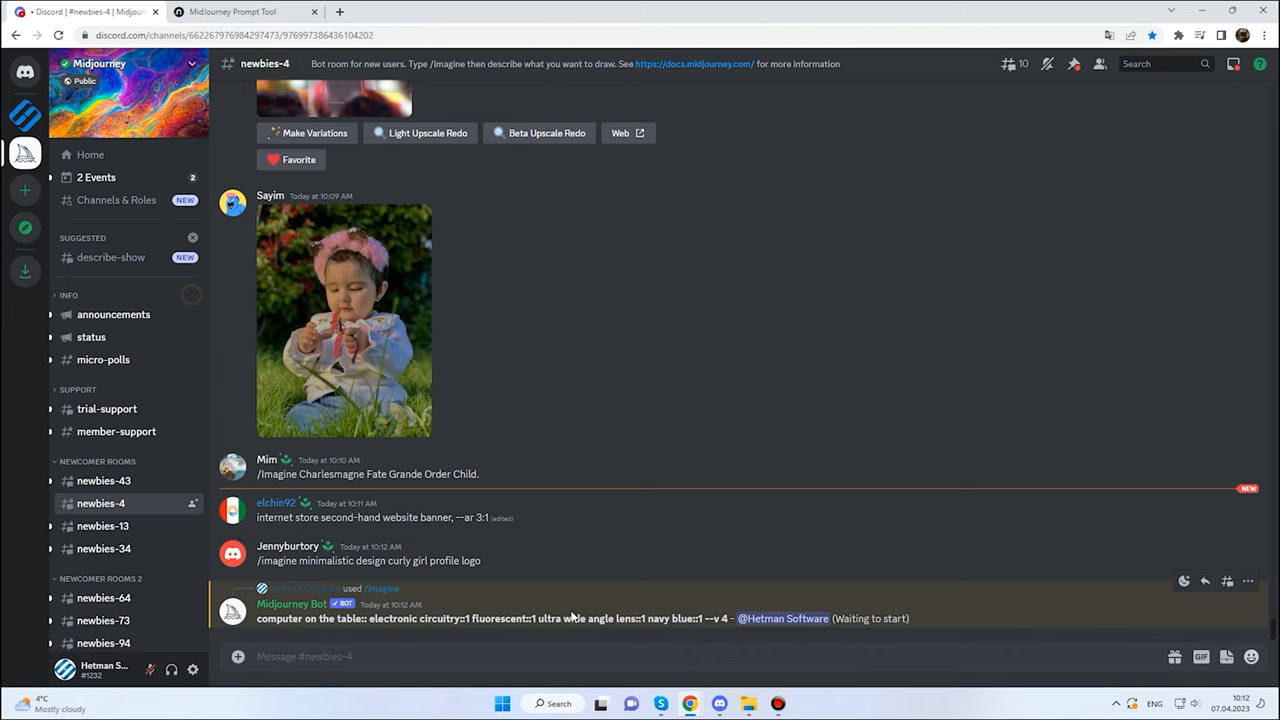 • Discord | #newbies-4 | Midjourn
MidJourney Prompt Tool
discord.com/channels/662267976984297473/976997386436104202
Midjourney
Public
Home
2 Events
2
Channels & Roles
NEW
SUGGESTED
describe-show
NEW
INFO
announcements
status
micro-polls
SUPPORT
trial-support
member-support
NEWCOMER ROOMS
newbies-43
newbies-4
newbies-13
newbies-34
NEWCOMER ROOMS 2
newbies-64
newbies-73
newbies-94
Hetman S...
#1232
newbies-4
Bot room for new users. Type /imagine then describe what you want to draw. See https://docs.midjourney.com/ for more information
10
Search
Make Variations
Light Upscale Redo
Beta Upscale Redo
Web
Favorite
Sayim Today at 10:09 AM
Mim Today at 10:10 AM
/Imagine Charlesmagne Fate Grande Order Child.
NEW
elchin92 Today at 10:11 AM
internet store second-hand website banner, --ar 3:1 (edited)
Jennyburtory Today at 10:12 AM
/imagine minimalistic design curly girl profile logo
Hetman Software used /imagine
Midjourney Bot BOT Today at 10:12 AM
computer on the table:: electronic circuitry::1 fluorescent::1 ultra wide angle lens::1 navy blue::1 --v 4 - @Hetman Software (Waiting to start)
Message #newbies-4
GIF
4°C
Mostly cloudy
Search
ENG
10:12
07.04.2023